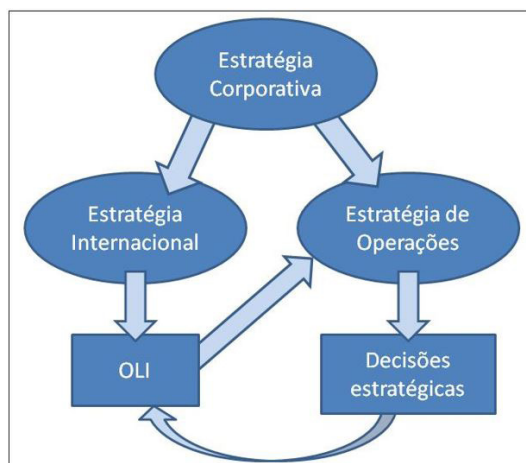 Estratégia
Corporativa
Estratégia
Internacional
Estratégia de
Operações
OLI
Decisões
estratégicas